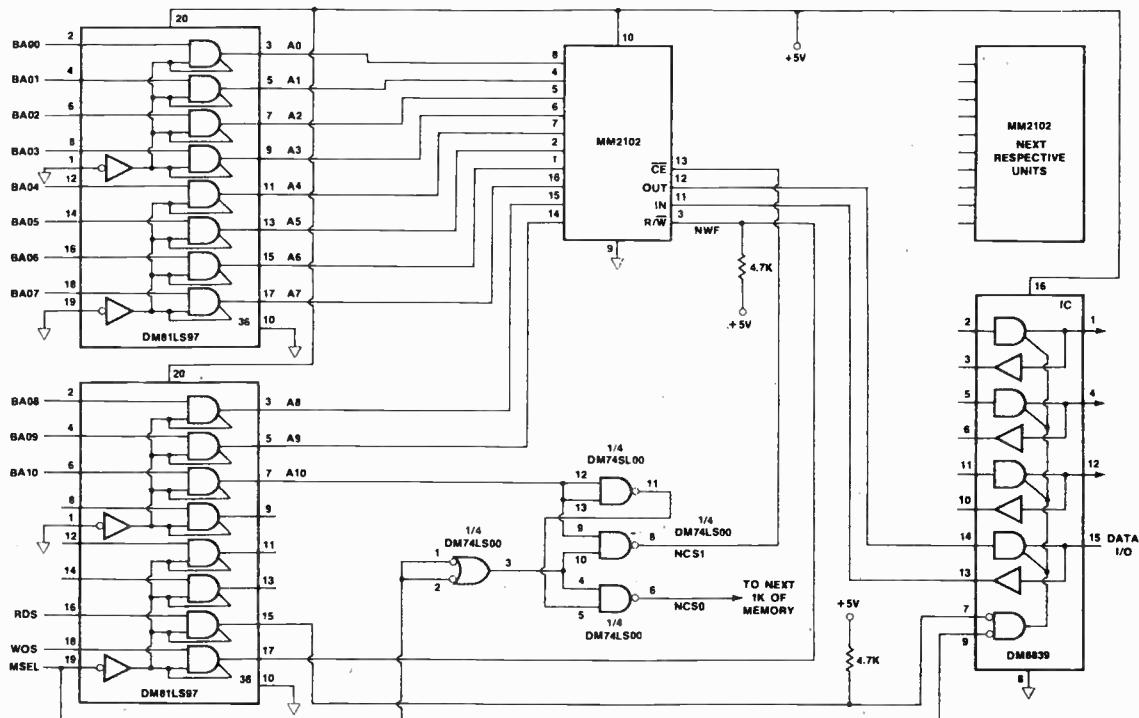 20
BA00 2 3 A0
BA01 4 5 A1
BA02 6 7 A2
BA03 8 9 A3
1
BA04 12 11 A4
BA05 14 13 A5
BA06 16 15 A6
BA07 18 17 A7
19
36 10
DM81LS97
10
8
4
5
6
7
2
1
16
15
14
MM2102
CE 13
OUT 12
IN 11
R/W 3
NWF
9
4.7K
+5V
+5V
MM2102
NEXT
RESPECTIVE
UNITS
20
BA08 2 3 A8
BA09 4 5 A9
BA10 6 7 A10
8 9
1
12 11
14 13
RDS 16 15
WOS 18 17
MSEL 19
36 10
DM81LS97
1/4
DM74SL00
12 11
13
1/4
DM74LS00
9 8
10 NCS1
1/4
DM74LS00
1 3
2
4 6
5 NCS0
1/4
DM74LS00
TO NEXT
1K OF
MEMORY
+5V
4.7K
16
IC
2 1
3
5 4
6
11 12
10
14 15 DATA
I/O
13
7
9
DM8839
8